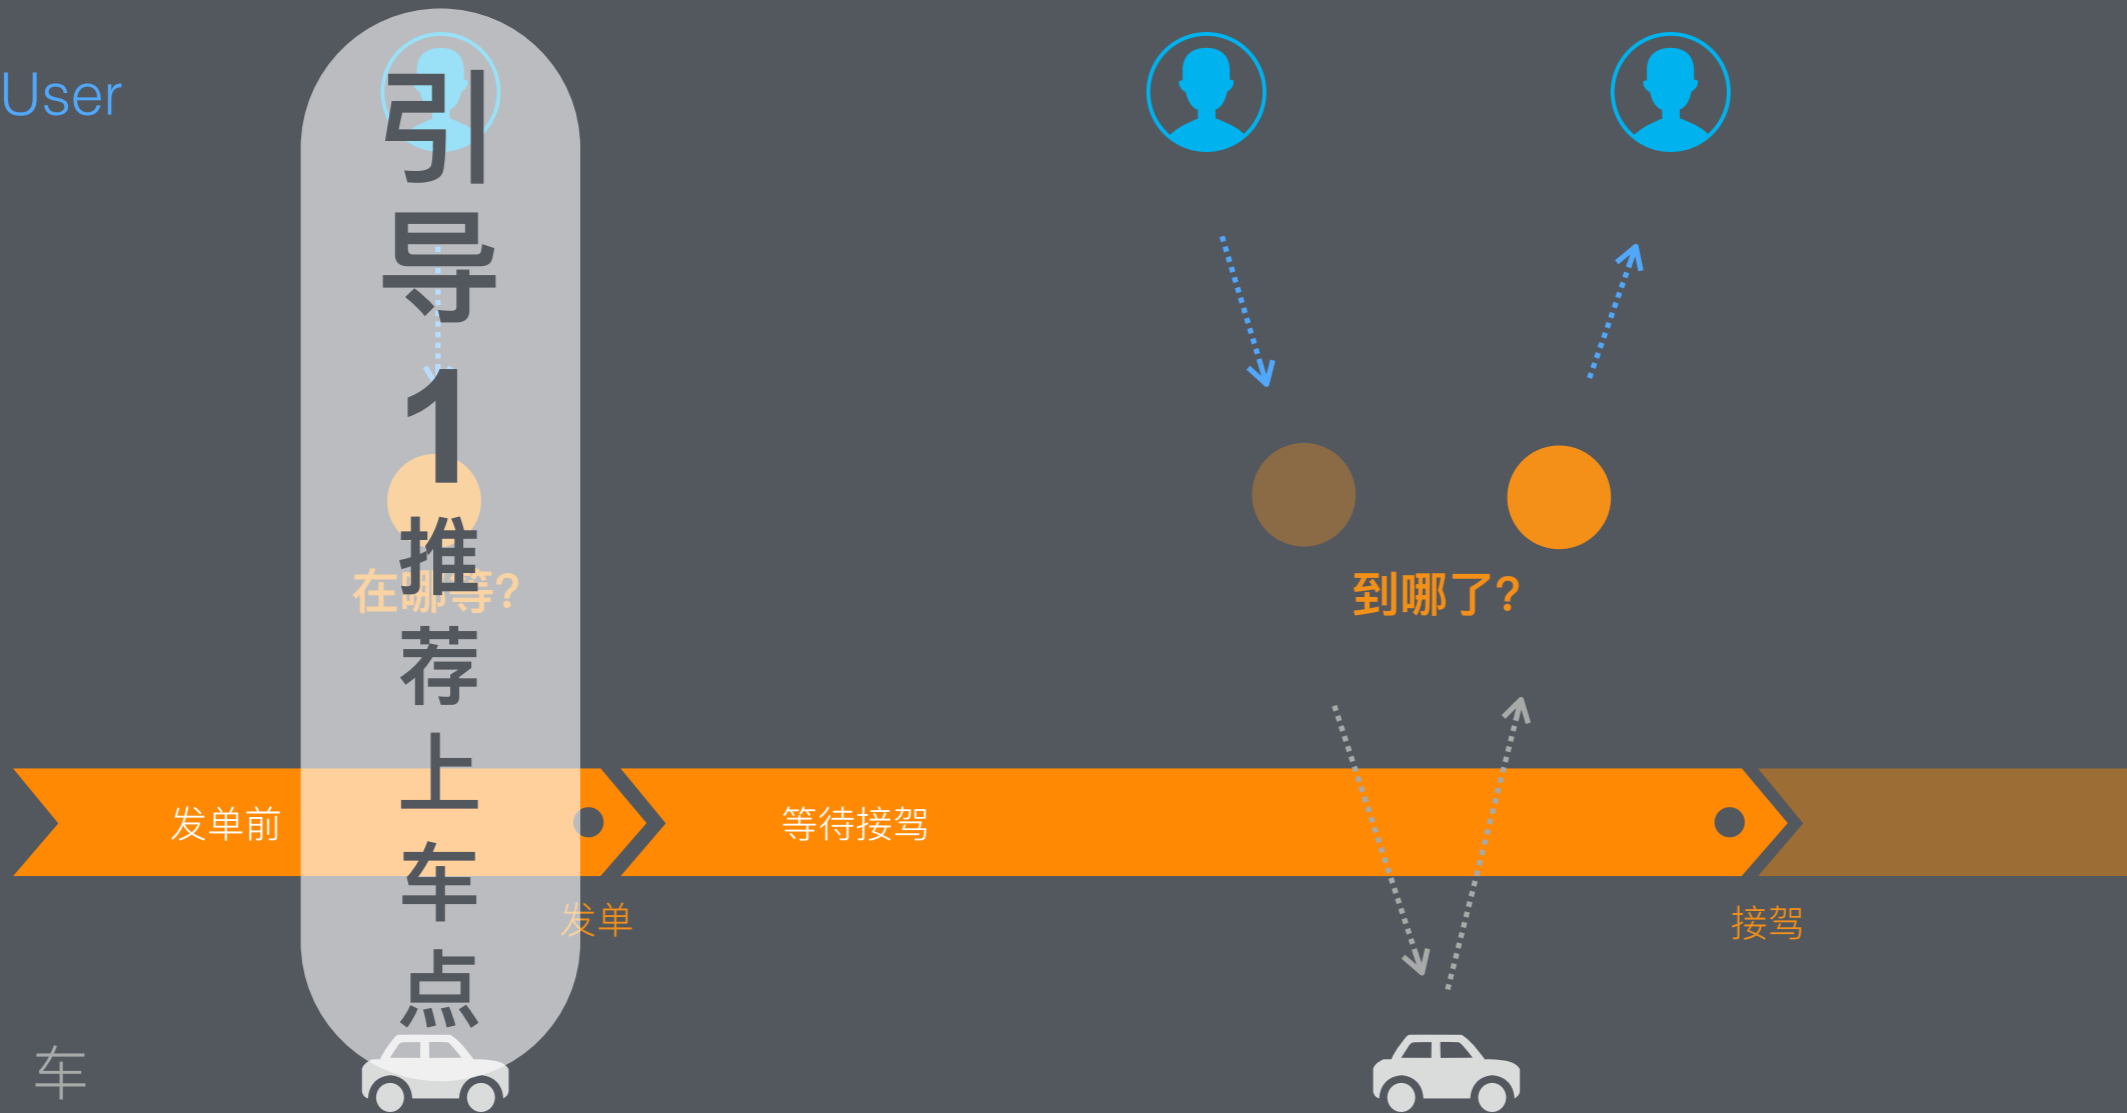 User
引导1推荐上车点
在哪等?
到哪了?
发单前
等待接驾
发单
接驾
车